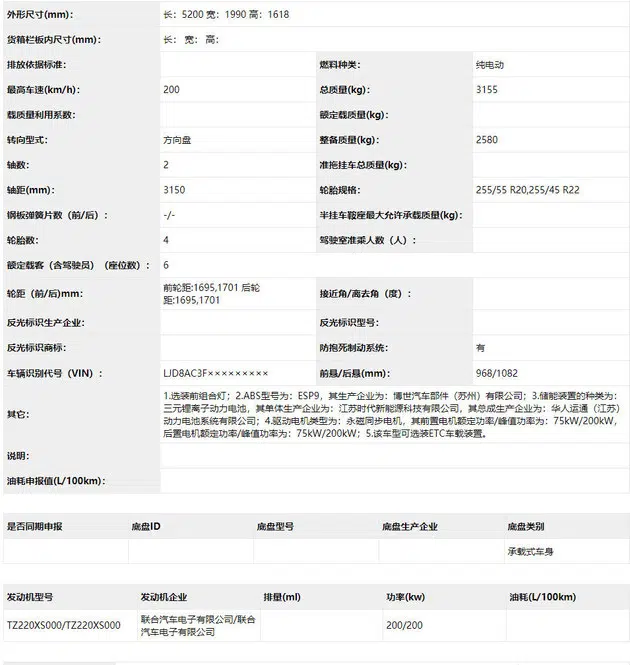 外形尺寸(mm)： 长：5200 宽：1990 高：1618
货箱栏板内尺寸(mm)： 长： 宽： 高：
排放依据标准： 燃料种类： 纯电动
最高车速(km/h)： 200 总质量(kg)： 3155
载质量利用系数： 额定载质量(kg)：
转向型式： 方向盘 整备质量(kg)： 2580
轴数： 2 准拖挂车总质量(kg)：
轴距(mm)： 3150 轮胎规格： 255/55 R20,255/45 R22
钢板弹簧片数（前/后）： -/- 半挂车鞍座最大允许承载质量(kg)：
轮胎数： 4 驾驶室准乘人数（人）：
额定载客（含驾驶员）（座位数）： 6
轮距（前/后)mm： 前轮距:1695,1701 后轮
距:1695,1701 接近角/离去角（度）：
反光标识生产企业： 反光标识型号：
反光标识商标： 防抱死制动系统： 有
车辆识别代号（VIN）： LJD8AC3F××××××××× 前悬/后悬(mm)： 968/1082
其它： 1.选装前组合灯；2.ABS型号为：ESP9，其生产企业为：博世汽车部件（苏州）有限公司；3.储能装置的种类为：
三元锂离子动力电池，其单体生产企业为：江苏时代新能源科技有限公司，其总成生产企业为：华人运通（江苏）
动力电池系统有限公司；4.驱动电机类型为：永磁同步电机，其前置电机额定功率/峰值功率为：75kW/200kW，
后置电机额定功率/峰值功率为：75kW/200kW；5.该车型可选装ETC车载装置。
说明：
油耗申报值(L/100km)：
是否同期申报 底盘ID 底盘型号 底盘生产企业 底盘类别
承载式车身
发动机型号 发动机企业 排量(ml) 功率(kw) 油耗(L/100km)
TZ220XS000/TZ220XS000 联合汽车电子有限公司/联合
汽车电子有限公司 200/200